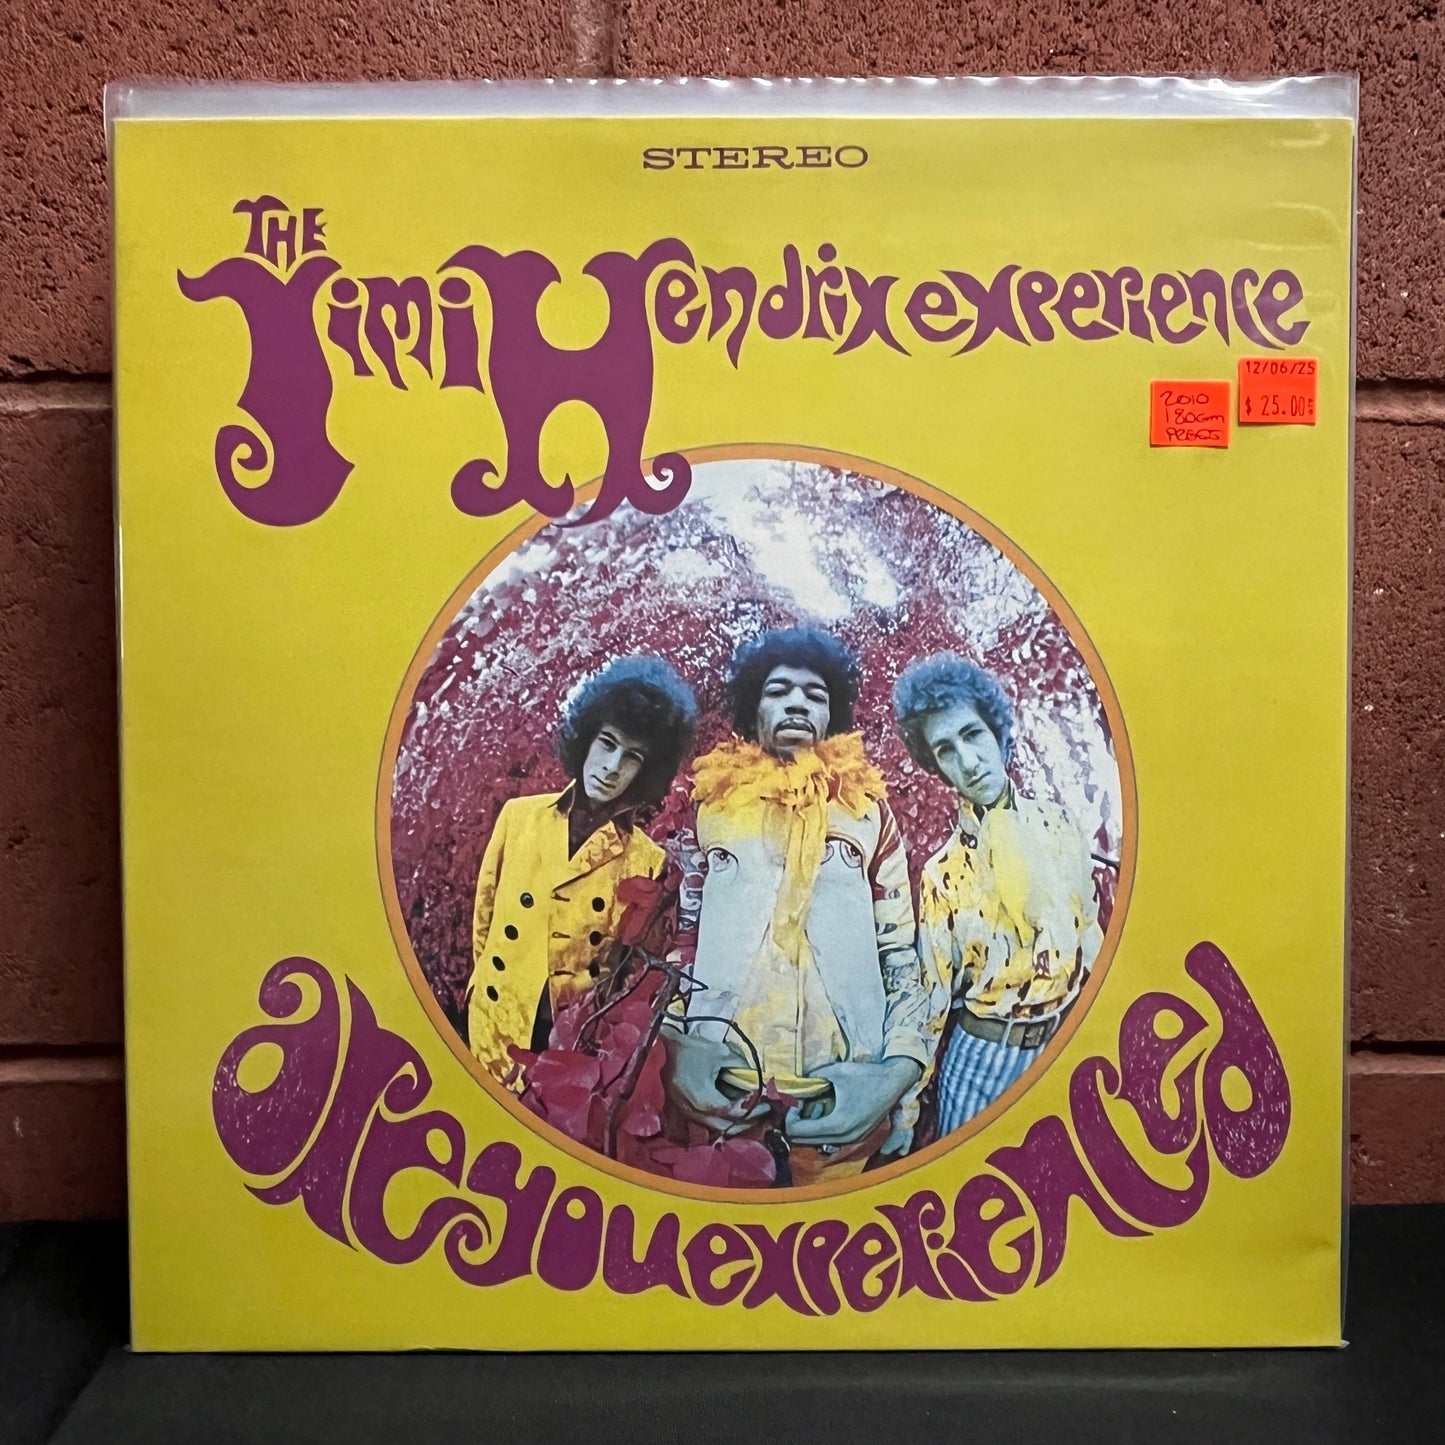 STEREO
THE
Jimi Hendrix experience
12/06/25
$ 25.00
2010
180Gm
PRESS
are you experienced